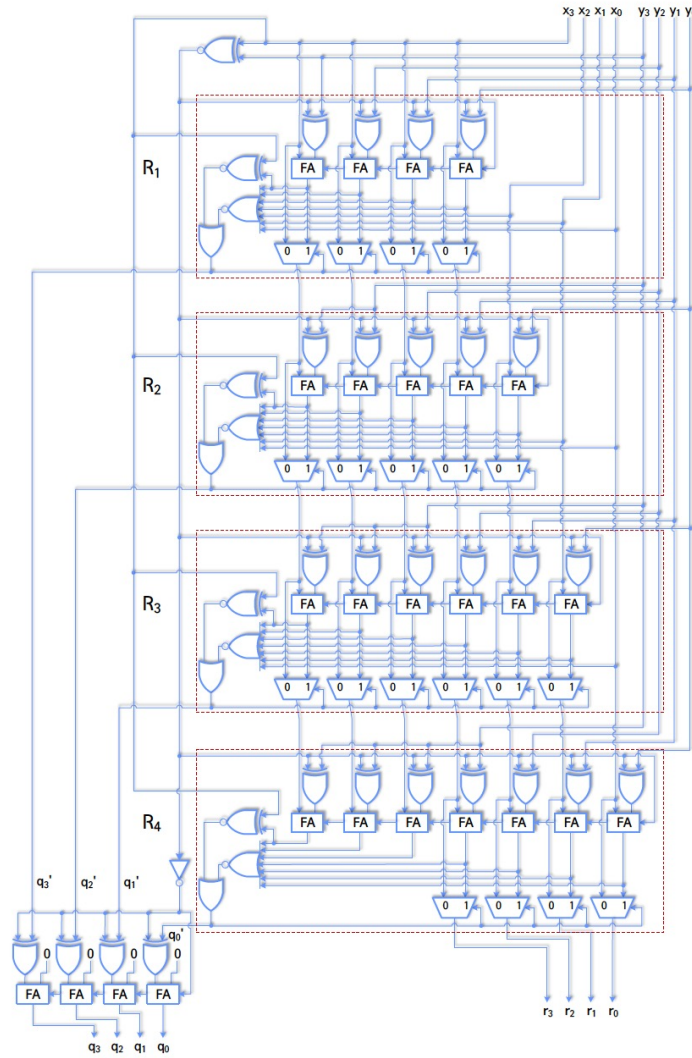 x3 x2 x1 x0 y3 y2 y1 y
R1
FA FA FA FA
0 1 0 1 0 1 0 1
R2
FA FA FA FA FA
0 1 0 1 0 1 0 1 0 1
R3
FA FA FA FA FA FA
0 1 0 1 0 1 0 1 0 1 0 1
R4
FA FA FA FA FA FA FA
q3' q2' q1'
0 1 0 1 0 1 0 1
q0'
0 0 0 0
FA FA FA FA
r3 r2 r1 r0
q3 q2 q1 q0